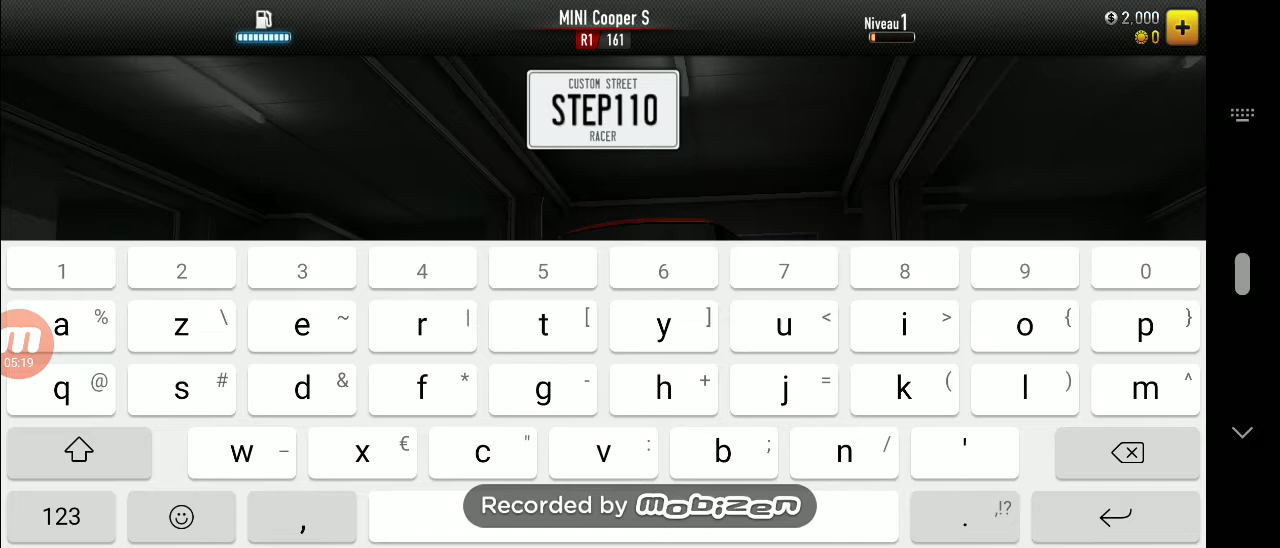 MINI Cooper S
R1 161
Niveau 1
2,000
0
+
CUSTOM STREET
STEP110
RACER
1 2 3 4 5 6 7 8 9 0
a % z \ e ~ r | t [ y ] u < i > o { p }
q @ s # d & f * g - h + j = k ( l ) m ^
w _ x € c " v : b ; n / '
123 , . ,!?
m
05:19
Recorded by mobizen